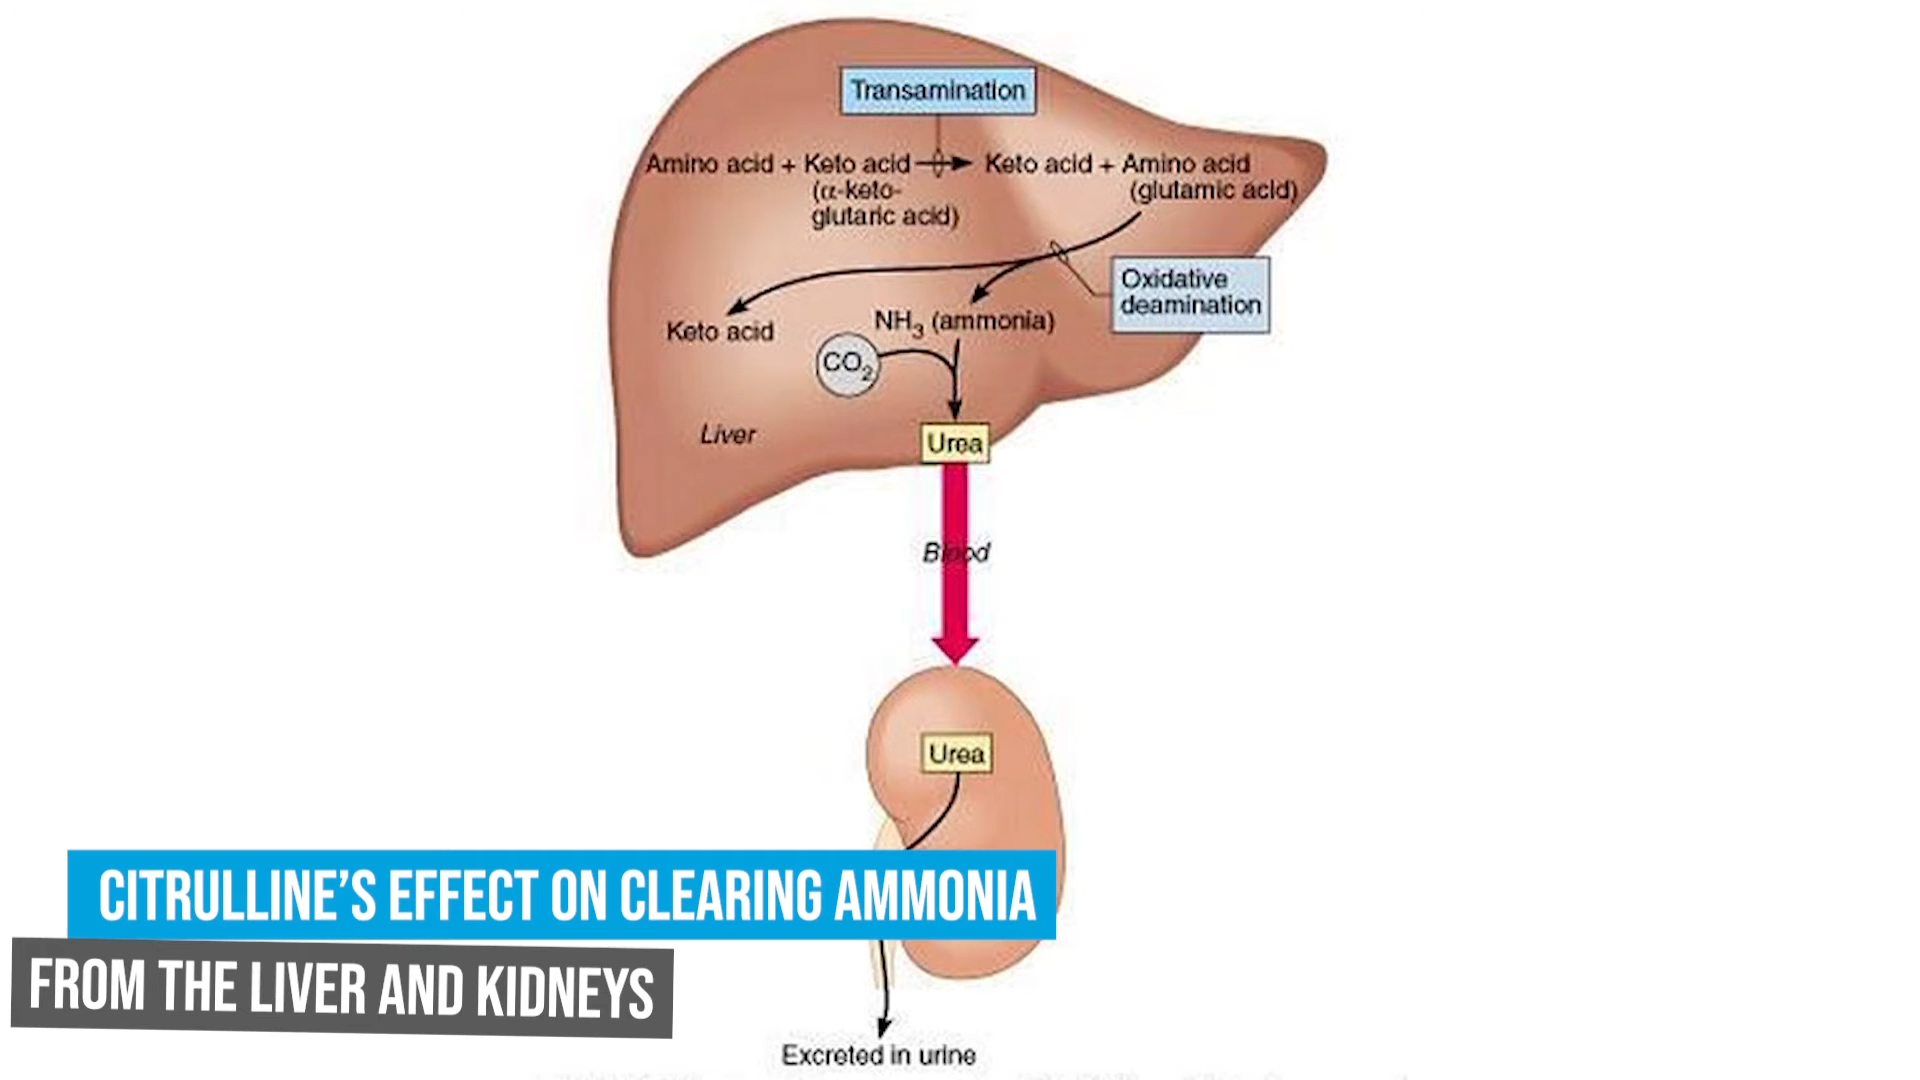 Transamination
Amino acid + Keto acid
(α-keto-
glutaric acid)
Keto acid + Amino acid
(glutamic acid)
Oxidative
deamination
Keto acid
NH₃ (ammonia)
CO₂
Liver
Urea
Blood
Urea
CITRULLINE’S EFFECT ON CLEARING AMMONIA
FROM THE LIVER AND KIDNEYS
Excreted in urine